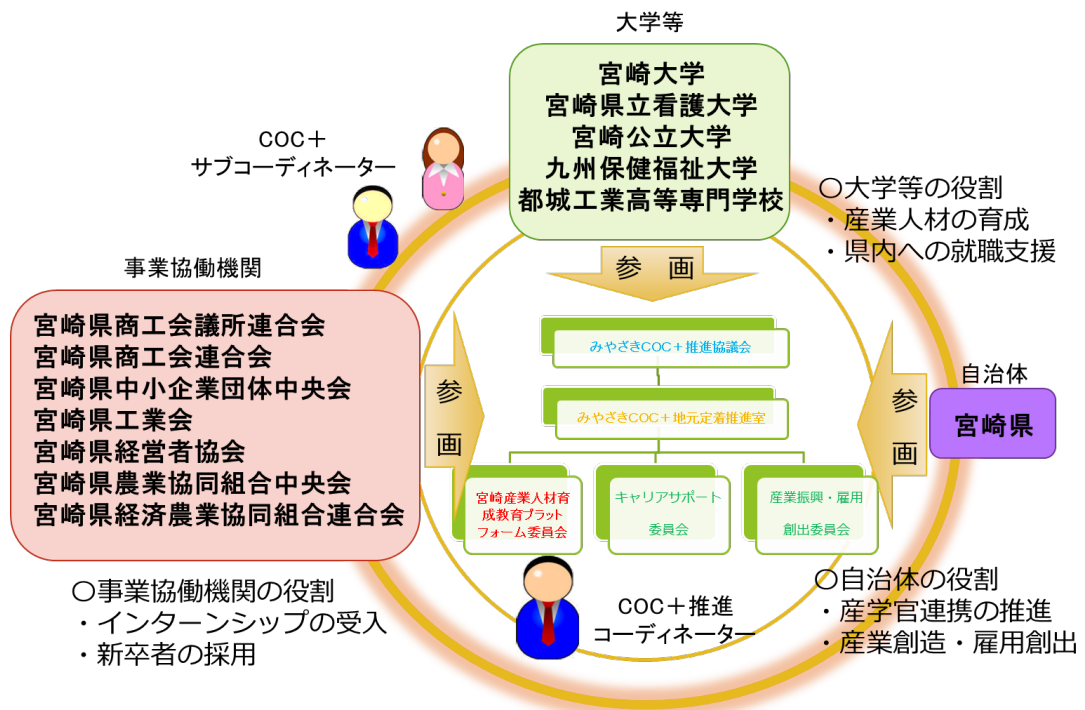 大学等
宮崎大学
宮崎県立看護大学
宮崎公立大学
九州保健福祉大学
都城工業高等専門学校
COC＋
サブコーディネーター
〇大学等の役割
・産業人材の育成
・県内への就職支援
参　画
事業協働機関
宮崎県商工会議所連合会
宮崎県商工会連合会
宮崎県中小企業団体中央会
宮崎県工業会
宮崎県経営者協会
宮崎県農業協同組合中央会
宮崎県経済農業協同組合連合会
参
画
みやざきCOC＋推進協議会
みやざきCOC＋地元定着推進室
宮崎産業人材育
成教育プラット
フォーム委員会
キャリアサポート
委員会
産業振興・雇用
創出委員会
参
画
自治体
宮崎県
〇事業協働機関の役割
・インターンシップの受入
・新卒者の採用
COC＋推進
コーディネーター
〇自治体の役割
・産学官連携の推進
・産業創造・雇用創出